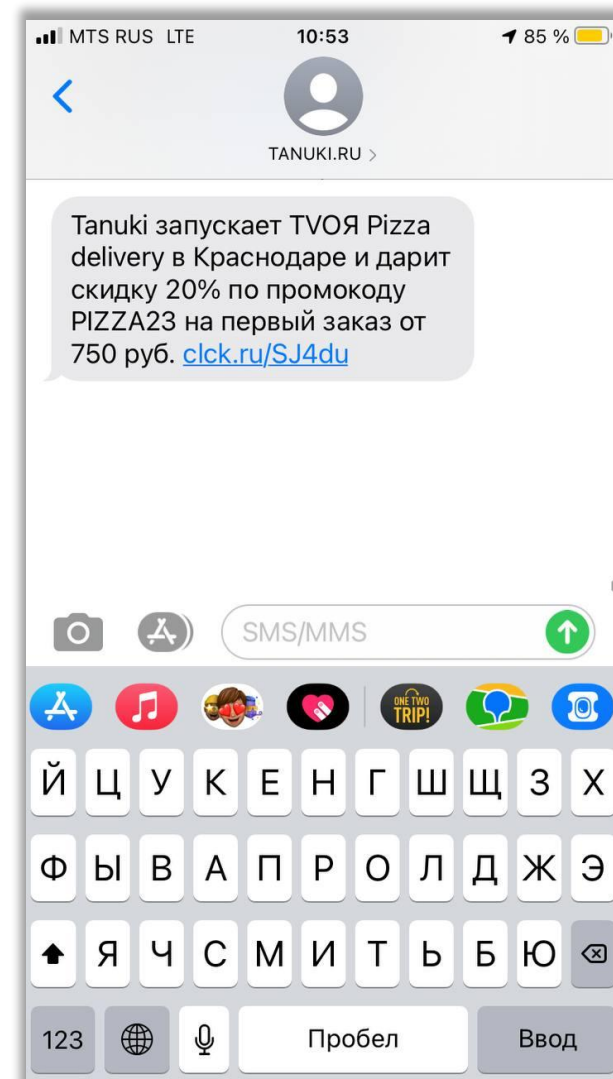 MTS RUS LTE 10:53 85 %
TANUKI.RU >
Tanuki запускает TVOЯ Pizza
delivery в Краснодаре и дарит
скидку 20% по промокоду
PIZZA23 на первый заказ от
750 руб. clck.ru/SJ4du
SMS/MMS
ONE TWO
TRIP!
Й Ц У К Е Н Г Ш Щ З Х
Ф Ы В А П Р О Л Д Ж Э
Я Ч С М И Т Ь Б Ю
123 Пробел Ввод